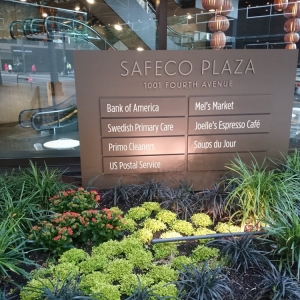 SAFECO PLAZA
1001 FOURTH AVENUE
Bank of America
Mel's Market
Swedish Primary Care
Joelle's Espresso Café
Primo Cleaners
Soups du Jour
US Postal Service